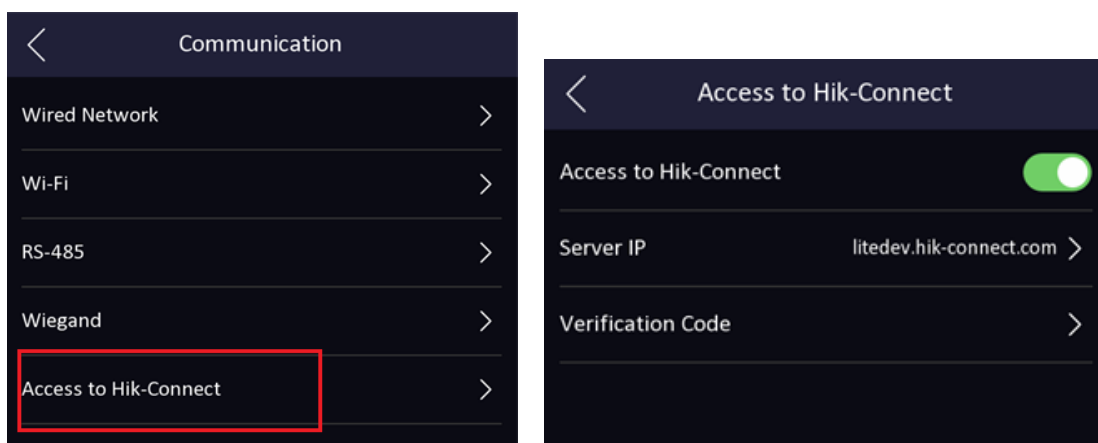 Communication
Wired Network
Wi-Fi
RS-485
Wiegand
Access to Hik-Connect
Access to Hik-Connect
Access to Hik-Connect
Server IP litedev.hik-connect.com
Verification Code